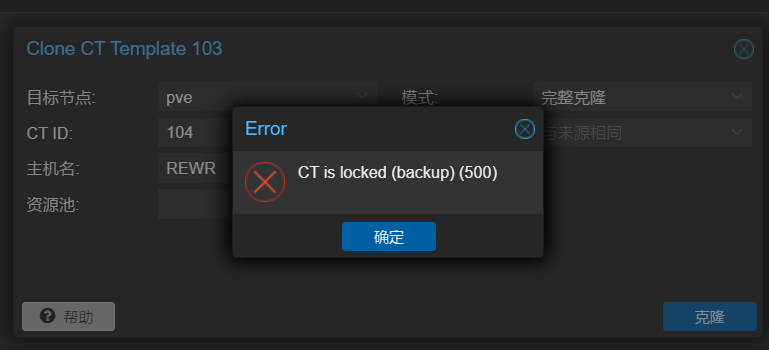 Clone CT Template 103
目标节点: pve 模式: 完整克隆
CT ID: 104 与来源相同
主机名: REWR
资源池:
Error
CT is locked (backup) (500)
确定
帮助 克隆